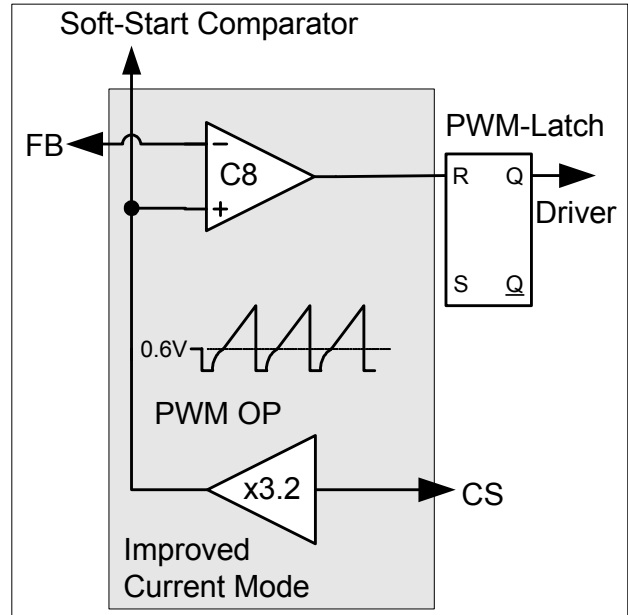 Soft-Start Comparator
FB
PWM-Latch
−
C8
+
R Q
Driver
S Q
0.6V
PWM OP
x3.2
CS
Improved
Current Mode